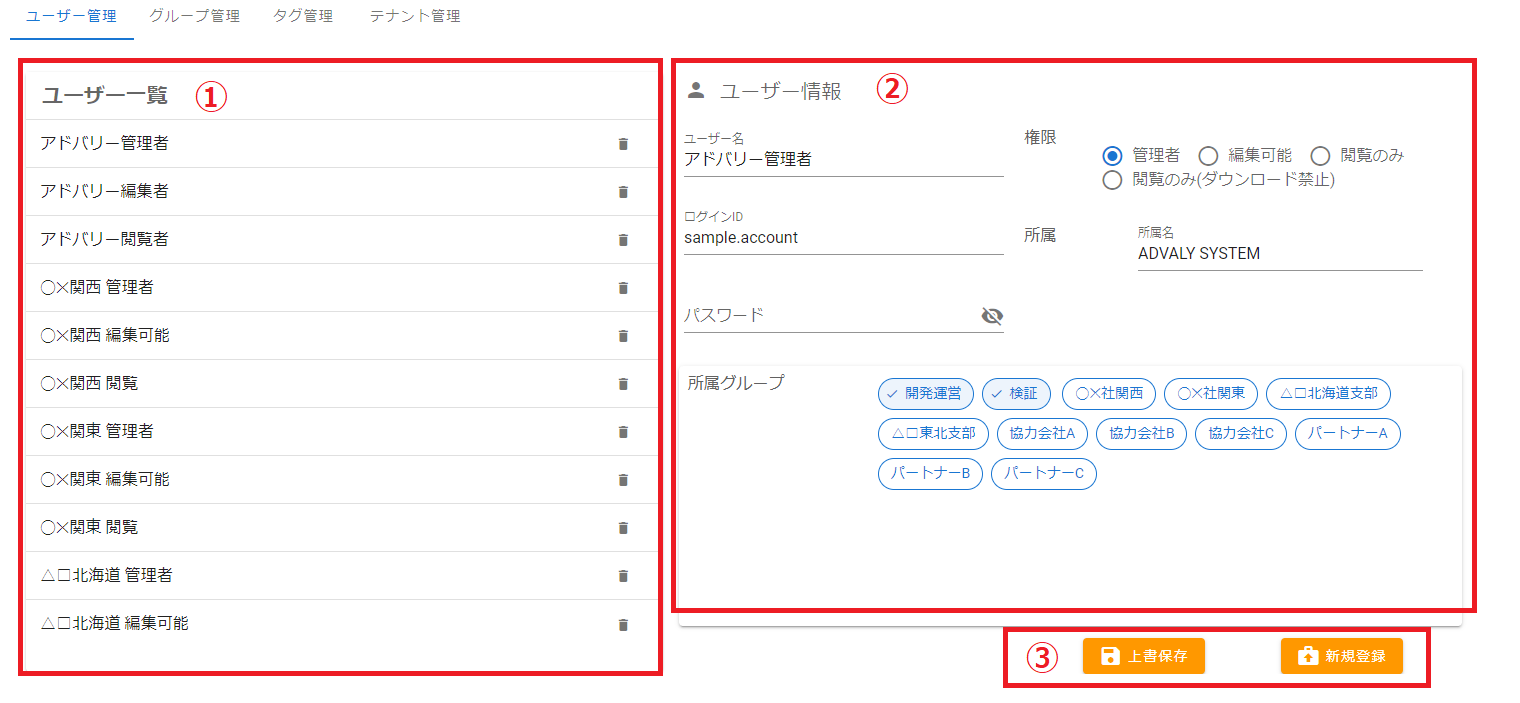 ユーザー管理 グループ管理 タグ管理 テナント管理
ユーザー一覧 ①
アドバリー管理者
アドバリー編集者
アドバリー閲覧者
○×関西 管理者
○×関西 編集可能
○×関西 閲覧
○×関東 管理者
○×関東 編集可能
○×関東 閲覧
△□北海道 管理者
△□北海道 編集可能
ユーザー情報 ②
ユーザー名
アドバリー管理者
ログインID
sample.account
パスワード
権限
管理者 編集可能 閲覧のみ
閲覧のみ(ダウンロード禁止)
所属
所属名
ADVALY SYSTEM
所属グループ
開発運営 検証 ○×社関西 ○×社関東 △□北海道支部
△□東北支部 協力会社A 協力会社B 協力会社C パートナーA
パートナーB パートナーC
③ 上書保存 新規登録